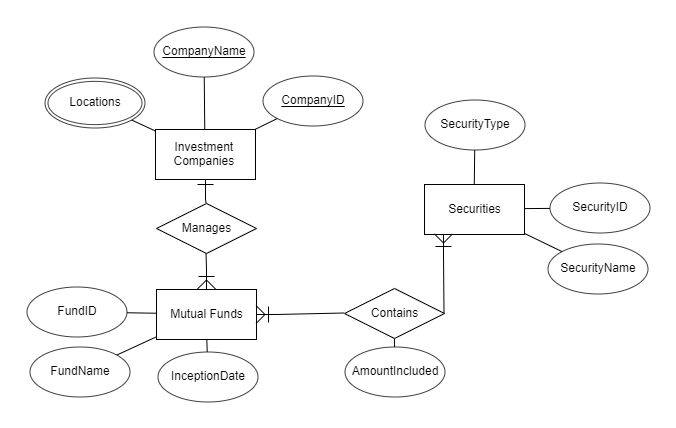 CompanyName
Locations
CompanyID
SecurityType
Investment
Companies
Securities
SecurityID
Manages
SecurityName
FundID
Mutual Funds
Contains
FundName
InceptionDate
AmountIncluded